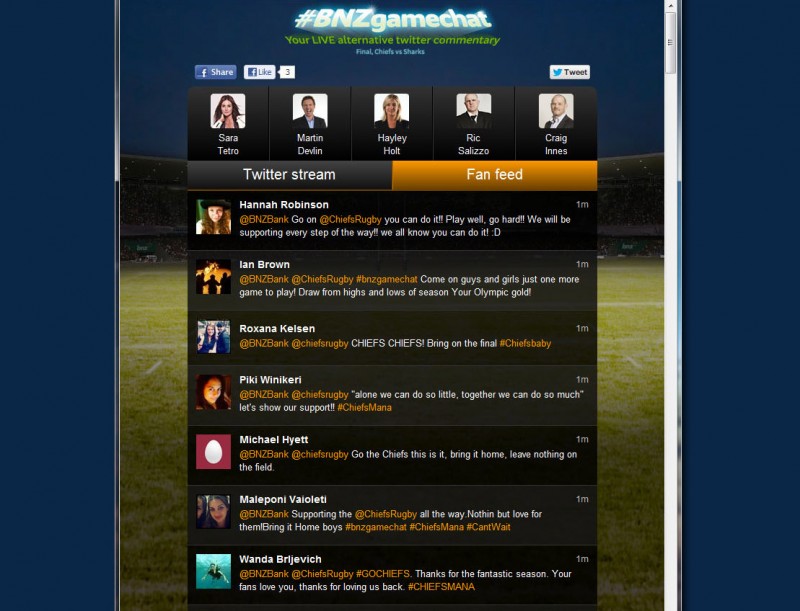 #BNZgamechat
Your LIVE alternative twitter commentary
Final, Chiefs vs Sharks
Share
Like
3
Tweet
Sara
Tetro
Martin
Devlin
Hayley
Holt
Ric
Salizzo
Craig
Innes
Twitter stream
Fan feed
Hannah Robinson 1m
@BNZBank Go on @ChiefsRugby you can do it!! Play well, go hard!! We will be
supporting every step of the way!! we all know you can do it! :D
Ian Brown 1m
@BNZBank @ChiefsRugby #bnzgamechat Come on guys and girls just one more
game to play! Draw from highs and lows of season Your Olympic gold!
Roxana Kelsen 1m
@BNZBank @chiefsrugby CHIEFS CHIEFS! Bring on the final #Chiefsbaby
Piki Winikeri 1m
@BNZBank @chiefsrugby "alone we can do so little, together we can do so much"
let's show our support!! #ChiefsMana
Michael Hyett 1m
@BNZBank @chiefsrugby Go the Chiefs this is it, bring it home, leave nothing on
the field.
Maleponi Vaioleti 1m
@BNZBank Supporting the @ChiefsRugby all the way.Nothin but love for
them!Bring it Home boys #bnzgamechat #ChiefsMana #CantWait
Wanda Brljevich 1m
@BNZBank @ChiefsRugby #GOCHIEFS. Thanks for the fantastic season. Your
fans love you, thanks for loving us back. #CHIEFSMANA